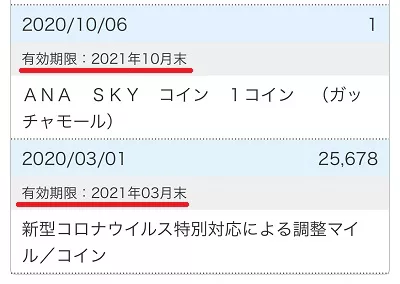 2020/10/06 1
有効期限：2021年10月末
ＡＮＡ　ＳＫＹ　コイン　１コイン　（ガッ
チャモール）
2020/03/01 25,678
有効期限：2021年03月末
新型コロナウイルス特別対応による調整マイ
ル／コイン